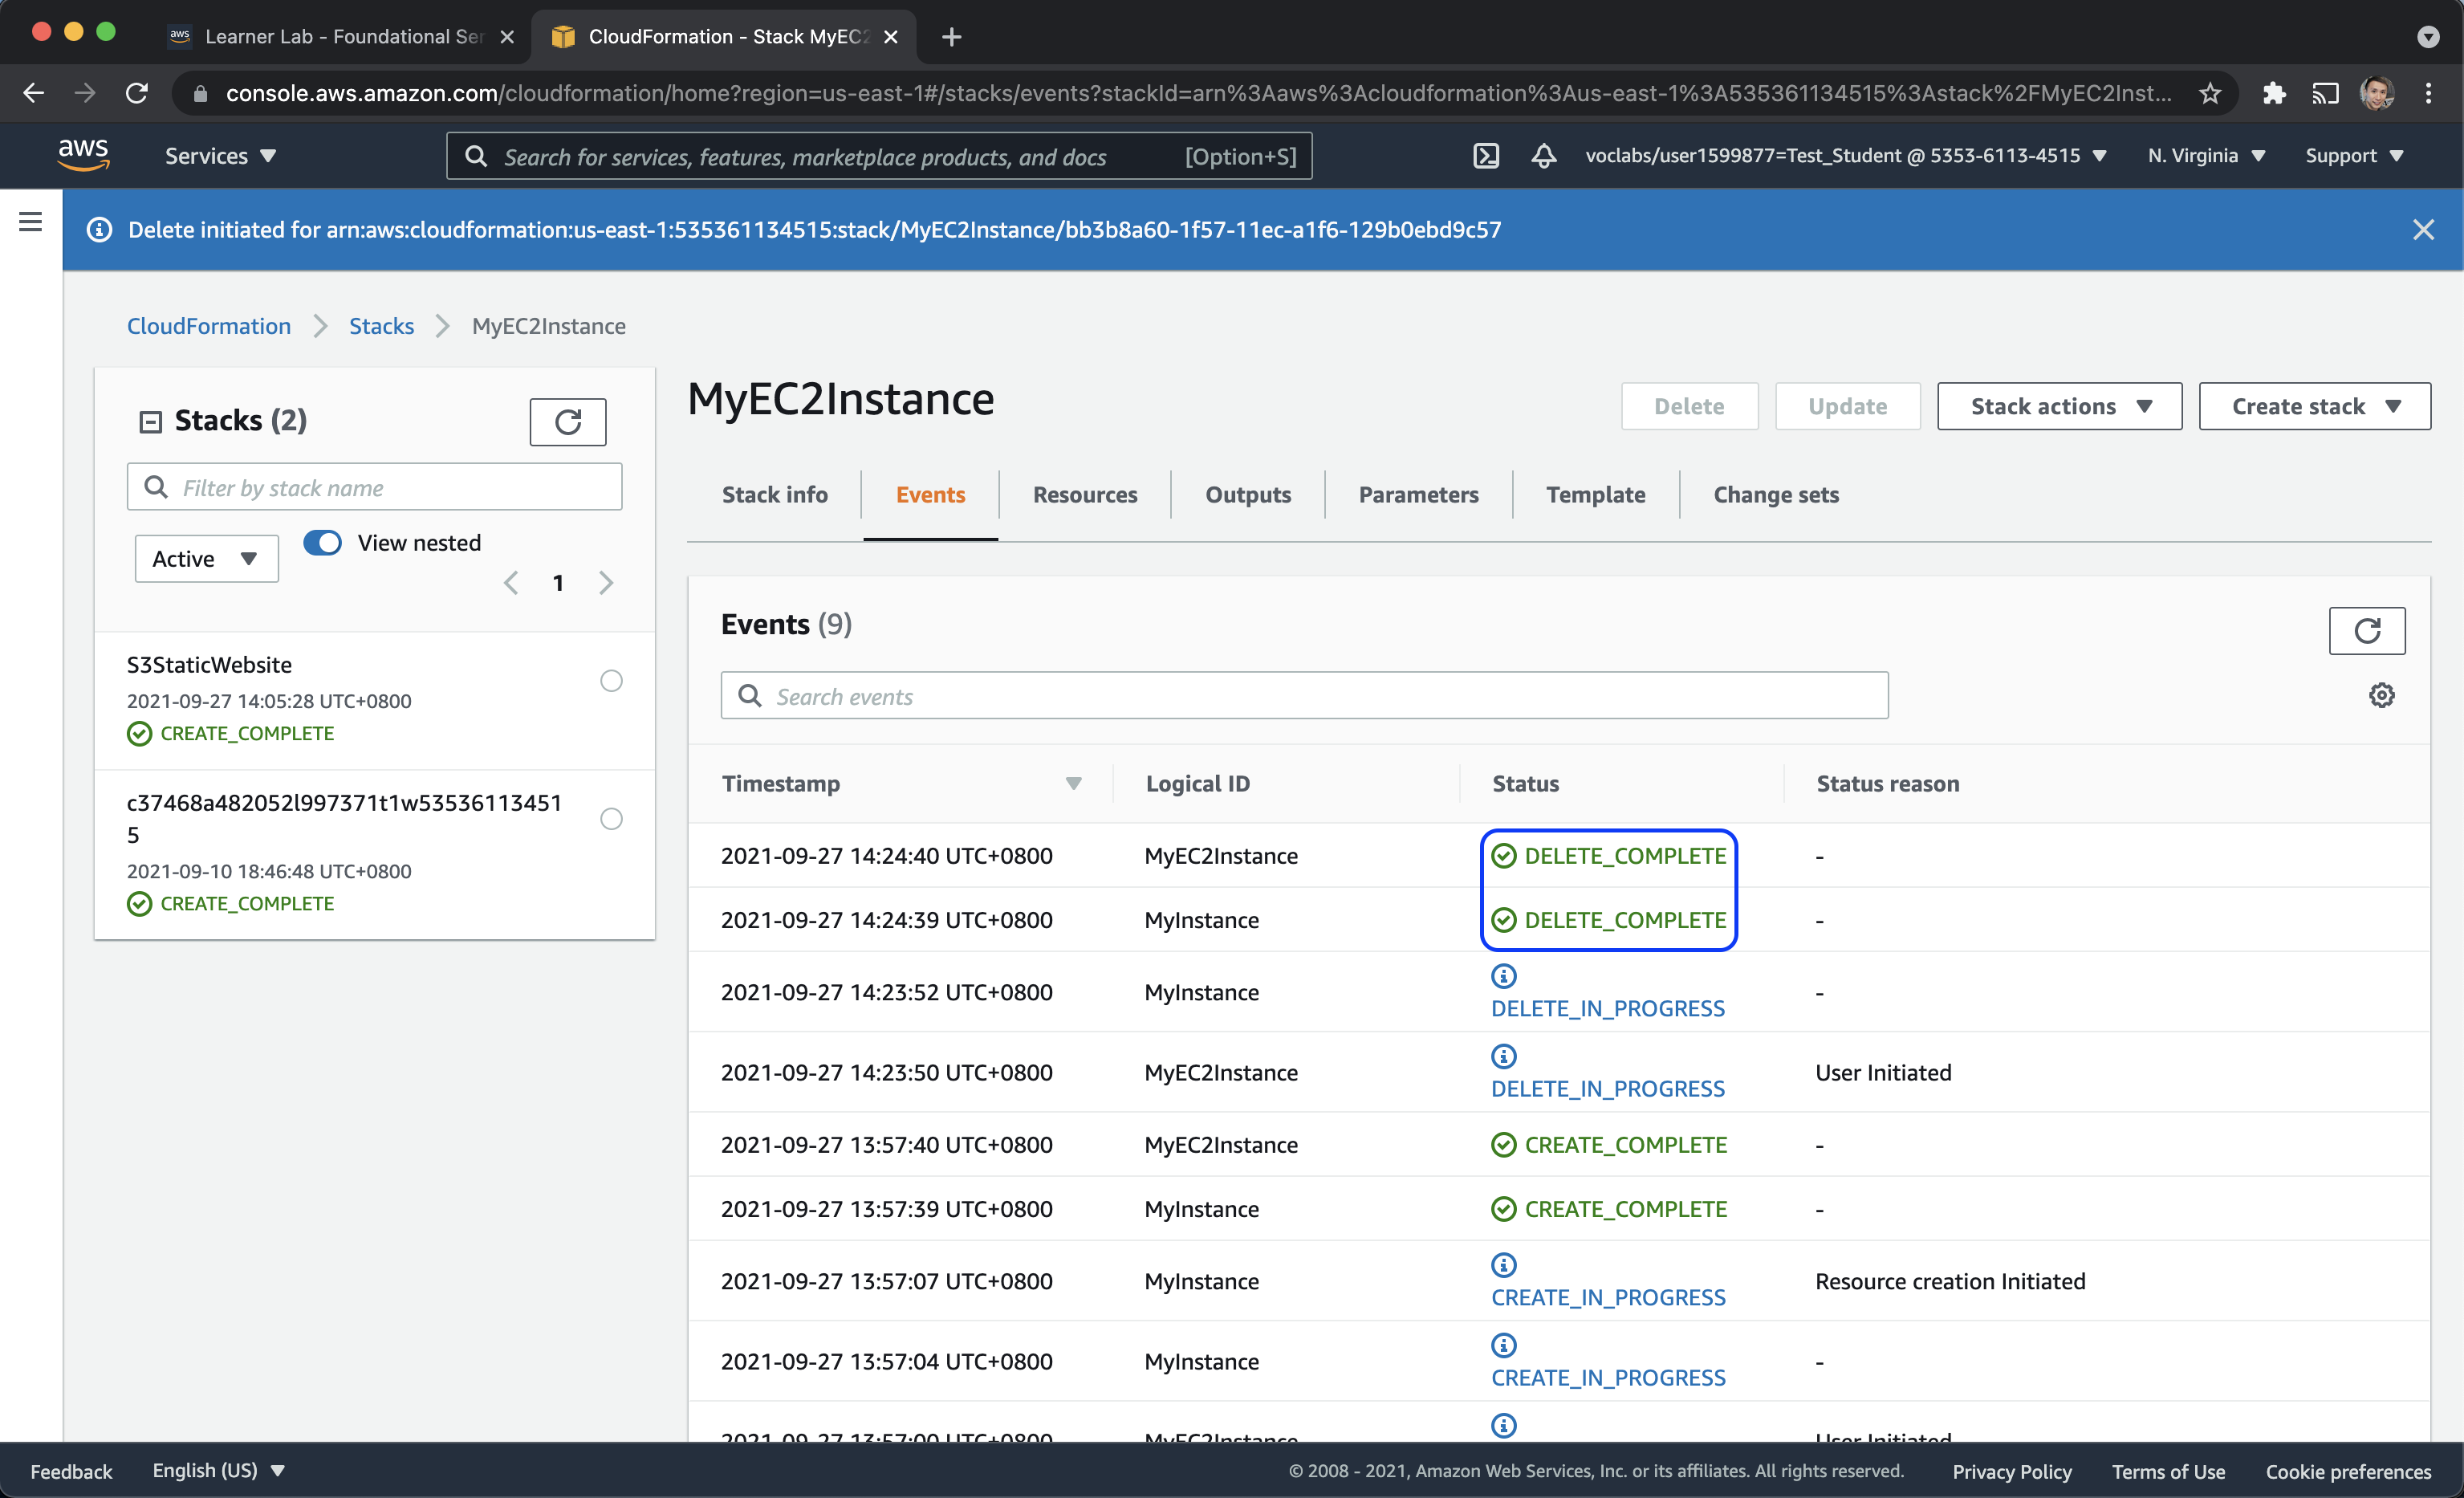 aws Learner Lab - Foundational Ser
CloudFormation - Stack MyEC2
console.aws.amazon.com/cloudformation/home?region=us-east-1#/stacks/events?stackId=arn%3Aaws%3Acloudformation%3Aus-east-1%3A535361134515%3Astack%2FMyEC2Inst...
aws Services Search for services, features, marketplace products, and docs [Option+S] voclabs/user1599877=Test_Student @ 5353-6113-4515 N. Virginia Support
Delete initiated for arn:aws:cloudformation:us-east-1:535361134515:stack/MyEC2Instance/bb3b8a60-1f57-11ec-a1f6-129b0ebd9c57
CloudFormation Stacks MyEC2Instance
Stacks (2)
Filter by stack name
Active View nested
1
S3StaticWebsite
2021-09-27 14:05:28 UTC+0800
CREATE_COMPLETE
c37468a482052l997371t1w53536113451
5
2021-09-10 18:46:48 UTC+0800
CREATE_COMPLETE
MyEC2Instance
Delete Update Stack actions Create stack
Stack info Events Resources Outputs Parameters Template Change sets
Events (9)
Search events
Timestamp Logical ID Status Status reason
2021-09-27 14:24:40 UTC+0800 MyEC2Instance DELETE_COMPLETE -
2021-09-27 14:24:39 UTC+0800 MyInstance DELETE_COMPLETE -
2021-09-27 14:23:52 UTC+0800 MyInstance DELETE_IN_PROGRESS -
2021-09-27 14:23:50 UTC+0800 MyEC2Instance DELETE_IN_PROGRESS User Initiated
2021-09-27 13:57:40 UTC+0800 MyEC2Instance CREATE_COMPLETE -
2021-09-27 13:57:39 UTC+0800 MyInstance CREATE_COMPLETE -
2021-09-27 13:57:07 UTC+0800 MyInstance CREATE_IN_PROGRESS Resource creation Initiated
2021-09-27 13:57:04 UTC+0800 MyInstance CREATE_IN_PROGRESS -
2021-09-27 13:57:00 UTC+0800 MyEC2Instance User Initiated
Feedback English (US) © 2008 - 2021, Amazon Web Services, Inc. or its affiliates. All rights reserved. Privacy Policy Terms of Use Cookie preferences